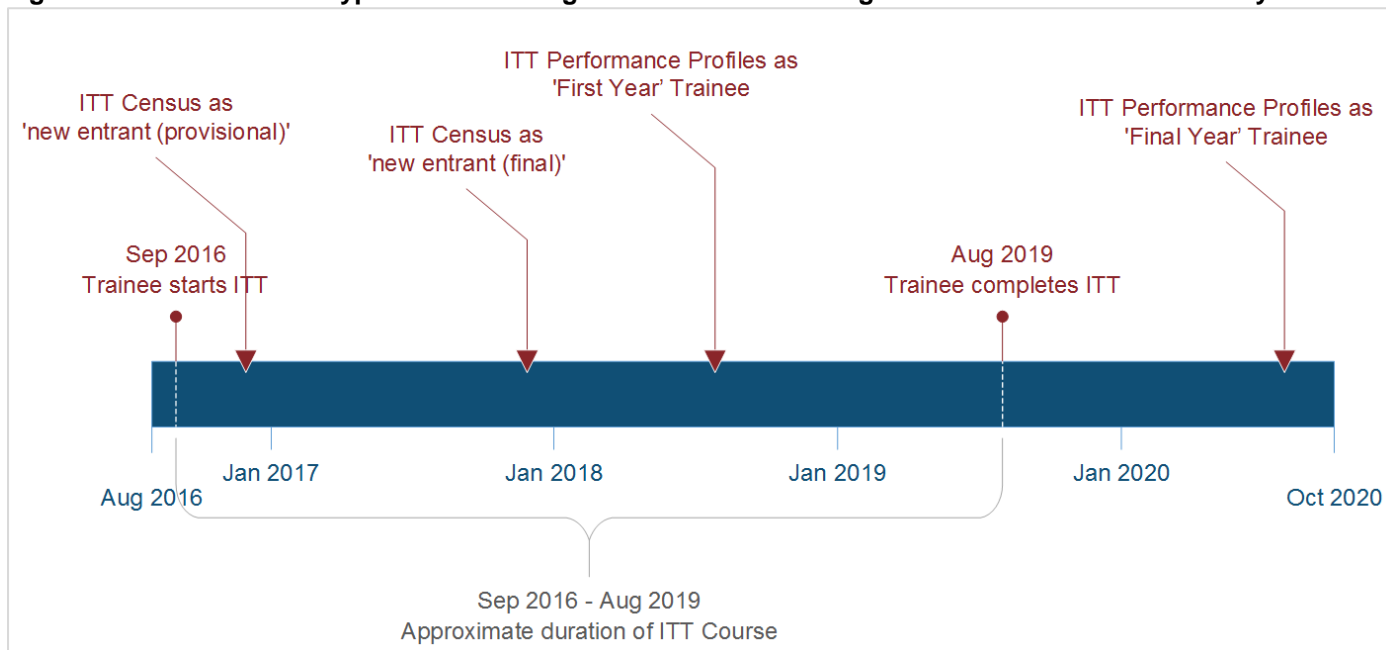 ITT Performance Profiles as
'First Year’ Trainee
ITT Census as
'new entrant (provisional)'
ITT Performance Profiles as
'Final Year’ Trainee
ITT Census as
'new entrant (final)'
Sep 2016
Trainee starts ITT
Aug 2019
Trainee completes ITT
Jan 2017
Jan 2018
Jan 2019
Jan 2020
Aug 2016
Oct 2020
Sep 2016 - Aug 2019
Approximate duration of ITT Course